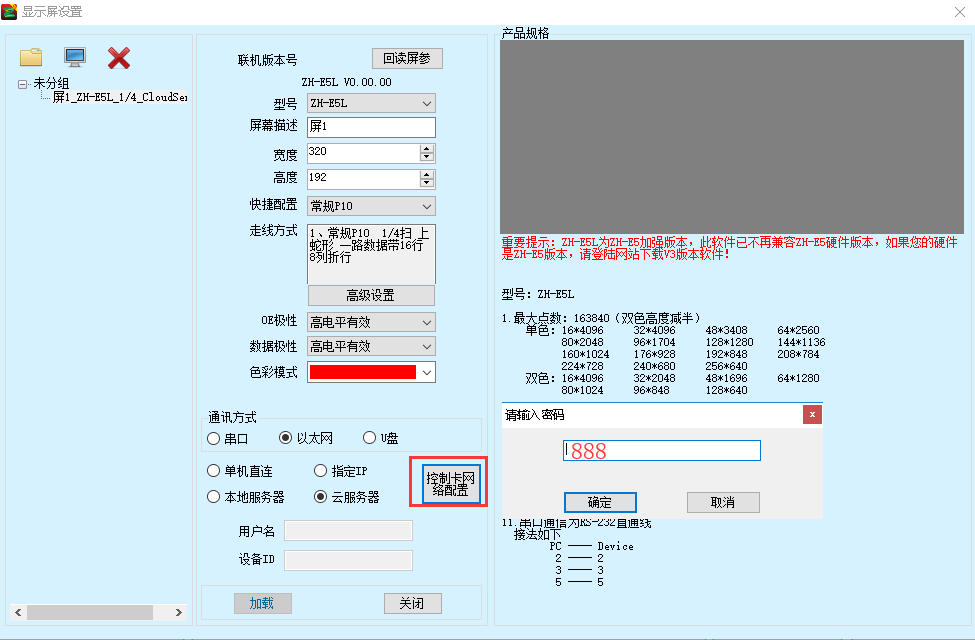 显示屏设置
未分组
屏1_ZH-E5L_1/4_CloudSer
联机版本号
回读屏参
ZH-E5L V0.00.00
型号
ZH-E5L
屏幕描述
屏1
宽度
320
高度
192
快捷配置
常规P10
走线方式
1、常规P10 1/4扫 上
蛇形 一路数据带16行
8列折行
高级设置
OE极性
高电平有效
数据极性
高电平有效
色彩模式
通讯方式
串口
以太网
U盘
单机直连
指定IP
本地服务器
云服务器
控制卡网
络配置
用户名
设备ID
加载
关闭
产品规格
重要提示: ZH-E5L为ZH-E5加强版本，此软件已不再兼容ZH-E5硬件版本，如果您的硬件
是ZH-E5版本，请登陆网站下载V3版本软件!
型号: ZH-E5L
1.最大点数: 163840（双色高度减半）
单色: 16*4096 32*4096 48*3408 64*2560
80*2048 96*1704 128*1280 144*1136
160*1024 176*928 192*848 208*784
224*728 240*680 256*640
双色: 16*4096 32*2048 48*1696 64*1280
80*1024 96*848 128*640
请输入密码
x
888
确定
取消
11.串口通信为RS-232直通线
接法如下
PC —— Device
2 —— 2
3 —— 3
5 —— 5